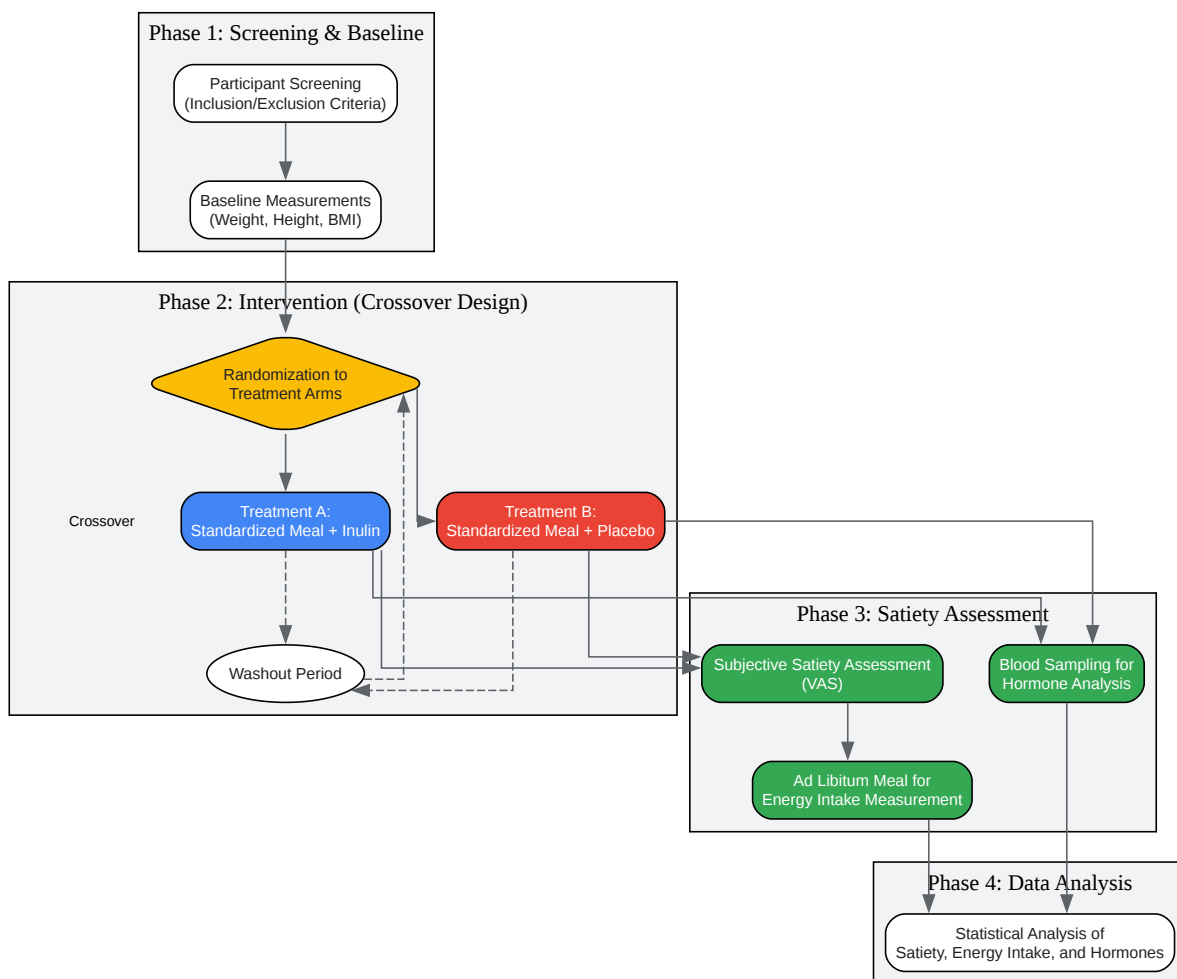 Phase 1: Screening & Baseline
Participant Screening
(Inclusion/Exclusion Criteria)
Baseline Measurements
(Weight, Height, BMI)
Phase 2: Intervention (Crossover Design)
Randomization to
Treatment Arms
Crossover
Treatment A:
Standardized Meal + Inulin
Treatment B:
Standardized Meal + Placebo
Washout Period
Phase 3: Satiety Assessment
Subjective Satiety Assessment
(VAS)
Blood Sampling for
Hormone Analysis
Ad Libitum Meal for
Energy Intake Measurement
Phase 4: Data Analysis
Statistical Analysis of
Satiety, Energy Intake, and Hormones